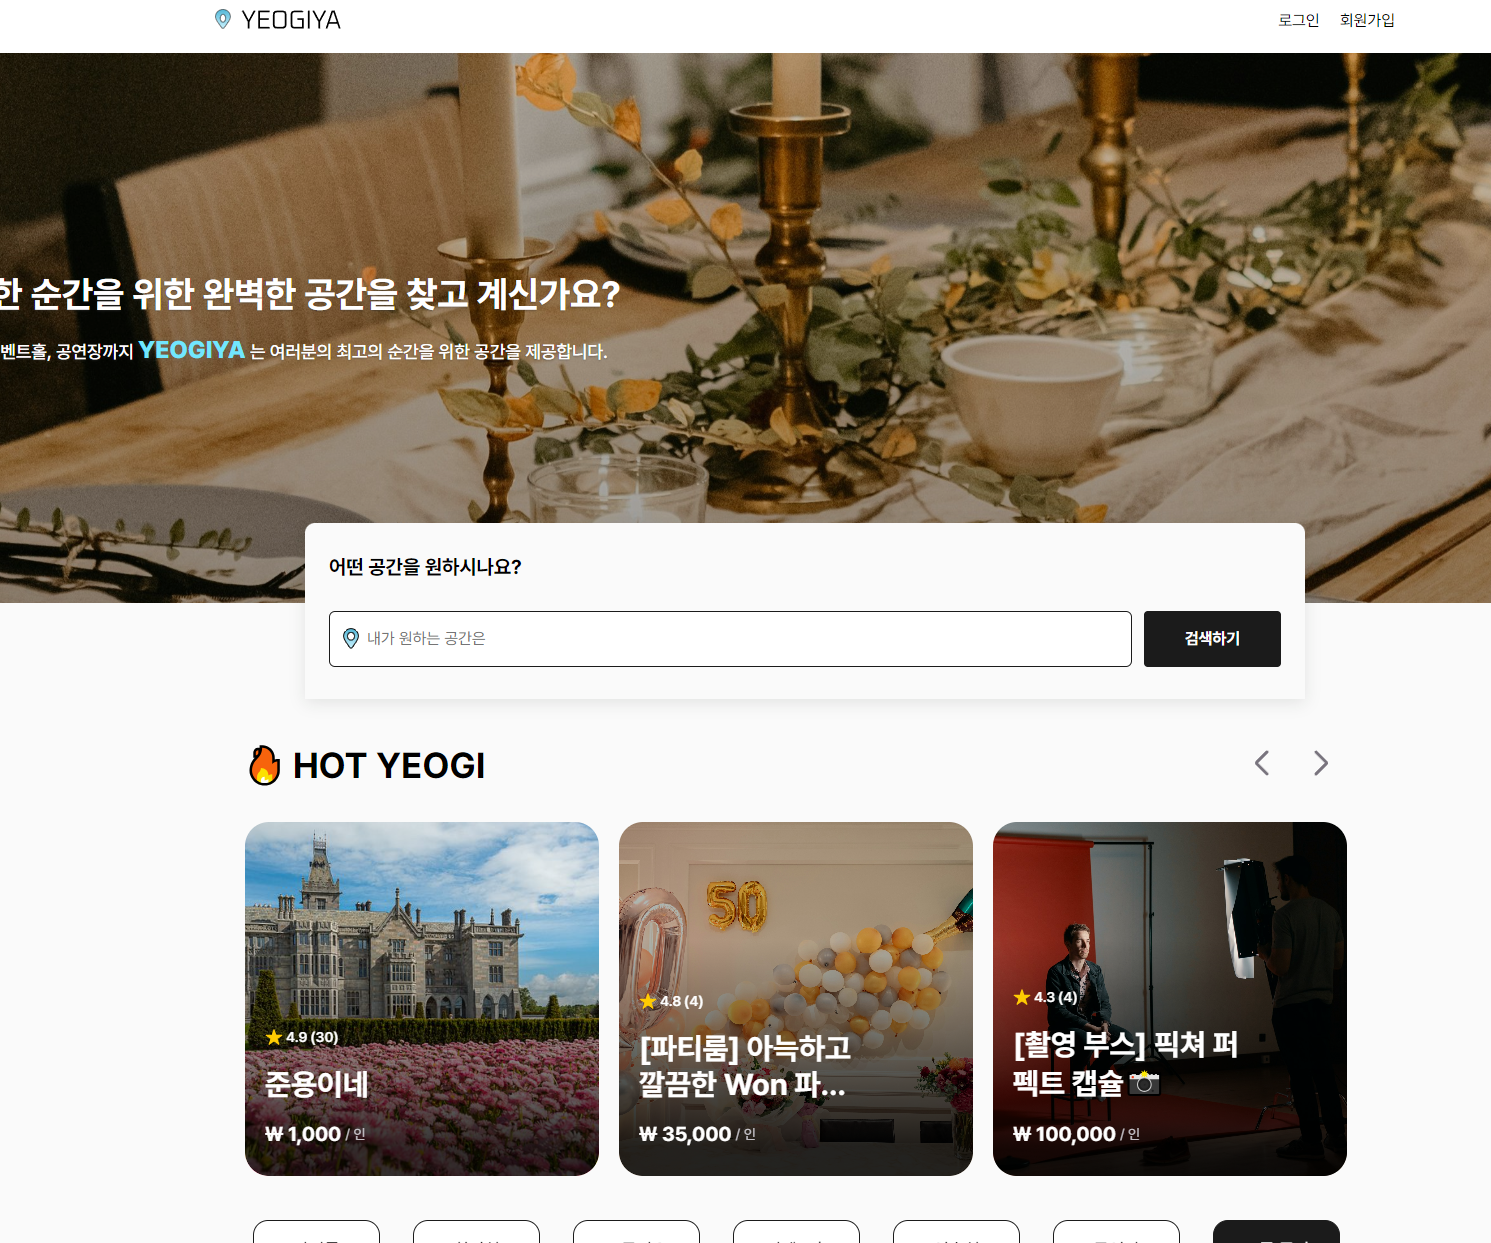 YEOGIYA
로그인 회원가입
한 순간을 위한 완벽한 공간을 찾고 계신가요?
벤트홀, 공연장까지 YEOGIYA 는 여러분의 최고의 순간을 위한 공간을 제공합니다.
어떤 공간을 원하시나요?
내가 원하는 공간은
검색하기
HOT YEOGI
50
4.9 (30)
준용이네
₩ 1,000 / 인
4.8 (4)
[파티룸] 아늑하고
깔끔한 Won 파...
₩ 35,000 / 인
4.3 (4)
[촬영 부스] 픽쳐 퍼
펙트 캡슐 📸
₩ 100,000 / 인